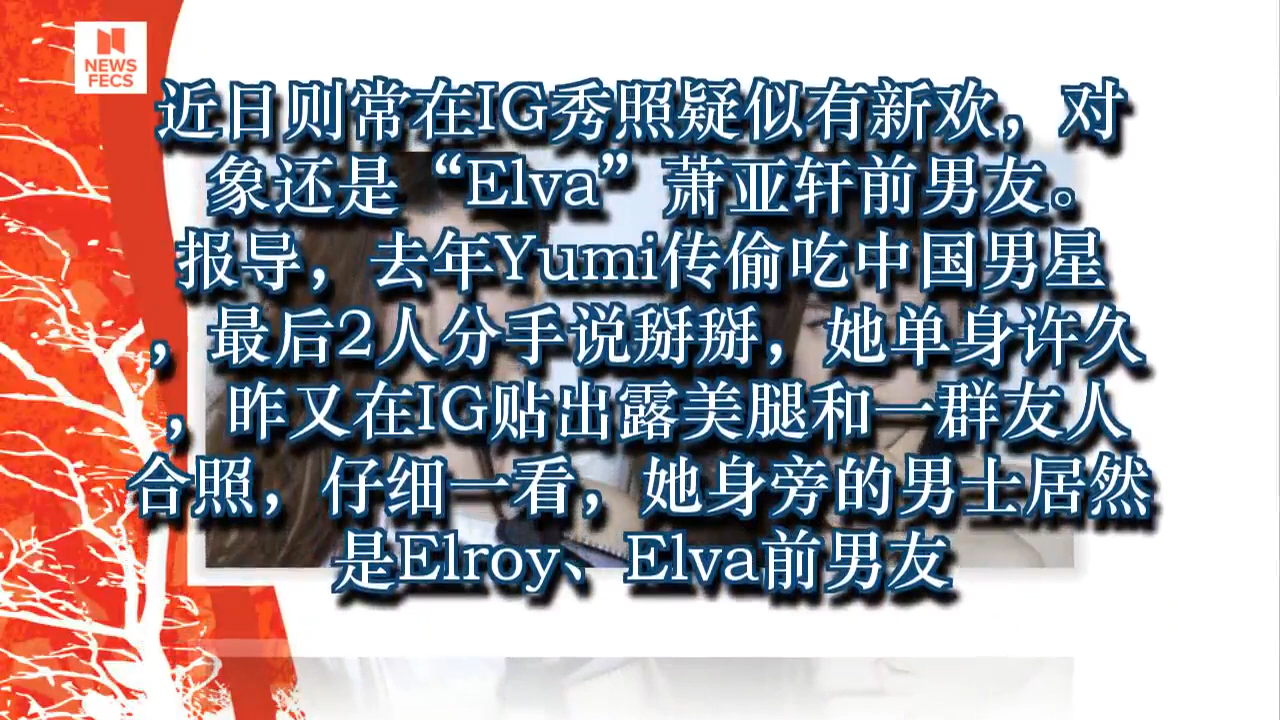 NEWS
FECS
近日则常在IG秀照疑似有新欢，对
象还是“Elva”萧亚轩前男友。
报导，去年Yumi传偷吃中国男星
，最后2人分手说掰掰，她单身许久
，昨又在IG贴出露美腿和一群友人
合照，仔细一看，她身旁的男士居然
是Elroy、Elva前男友